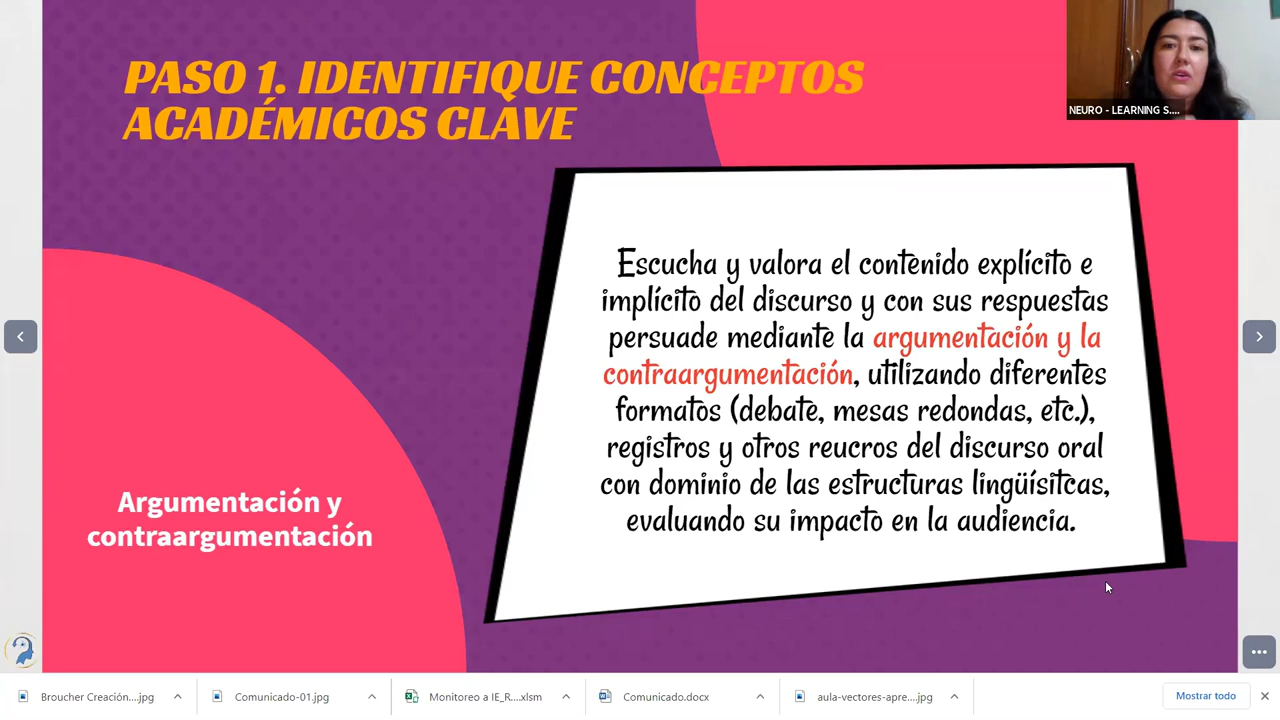 PASO 1. IDENTIFIQUE CONCEPTOS
ACADÉMICOS CLAVE
NEURO - LEARNING S....
Escucha y valora el contenido explícito e
implícito del discurso y con sus respuestas
persuade mediante la argumentación y la
contraargumentación, utilizando diferentes
formatos (debate, mesas redondas, etc.),
registros y otros reucros del discurso oral
con dominio de las estructuras lingüísitcas,
evaluando su impacto en la audiencia.
Argumentación y
contraargumentación
Broucher Creación....jpg
Comunicado-01.jpg
Monitoreo a IE_R....xlsm
Comunicado.docx
aula-vectores-apre....jpg
Mostrar todo